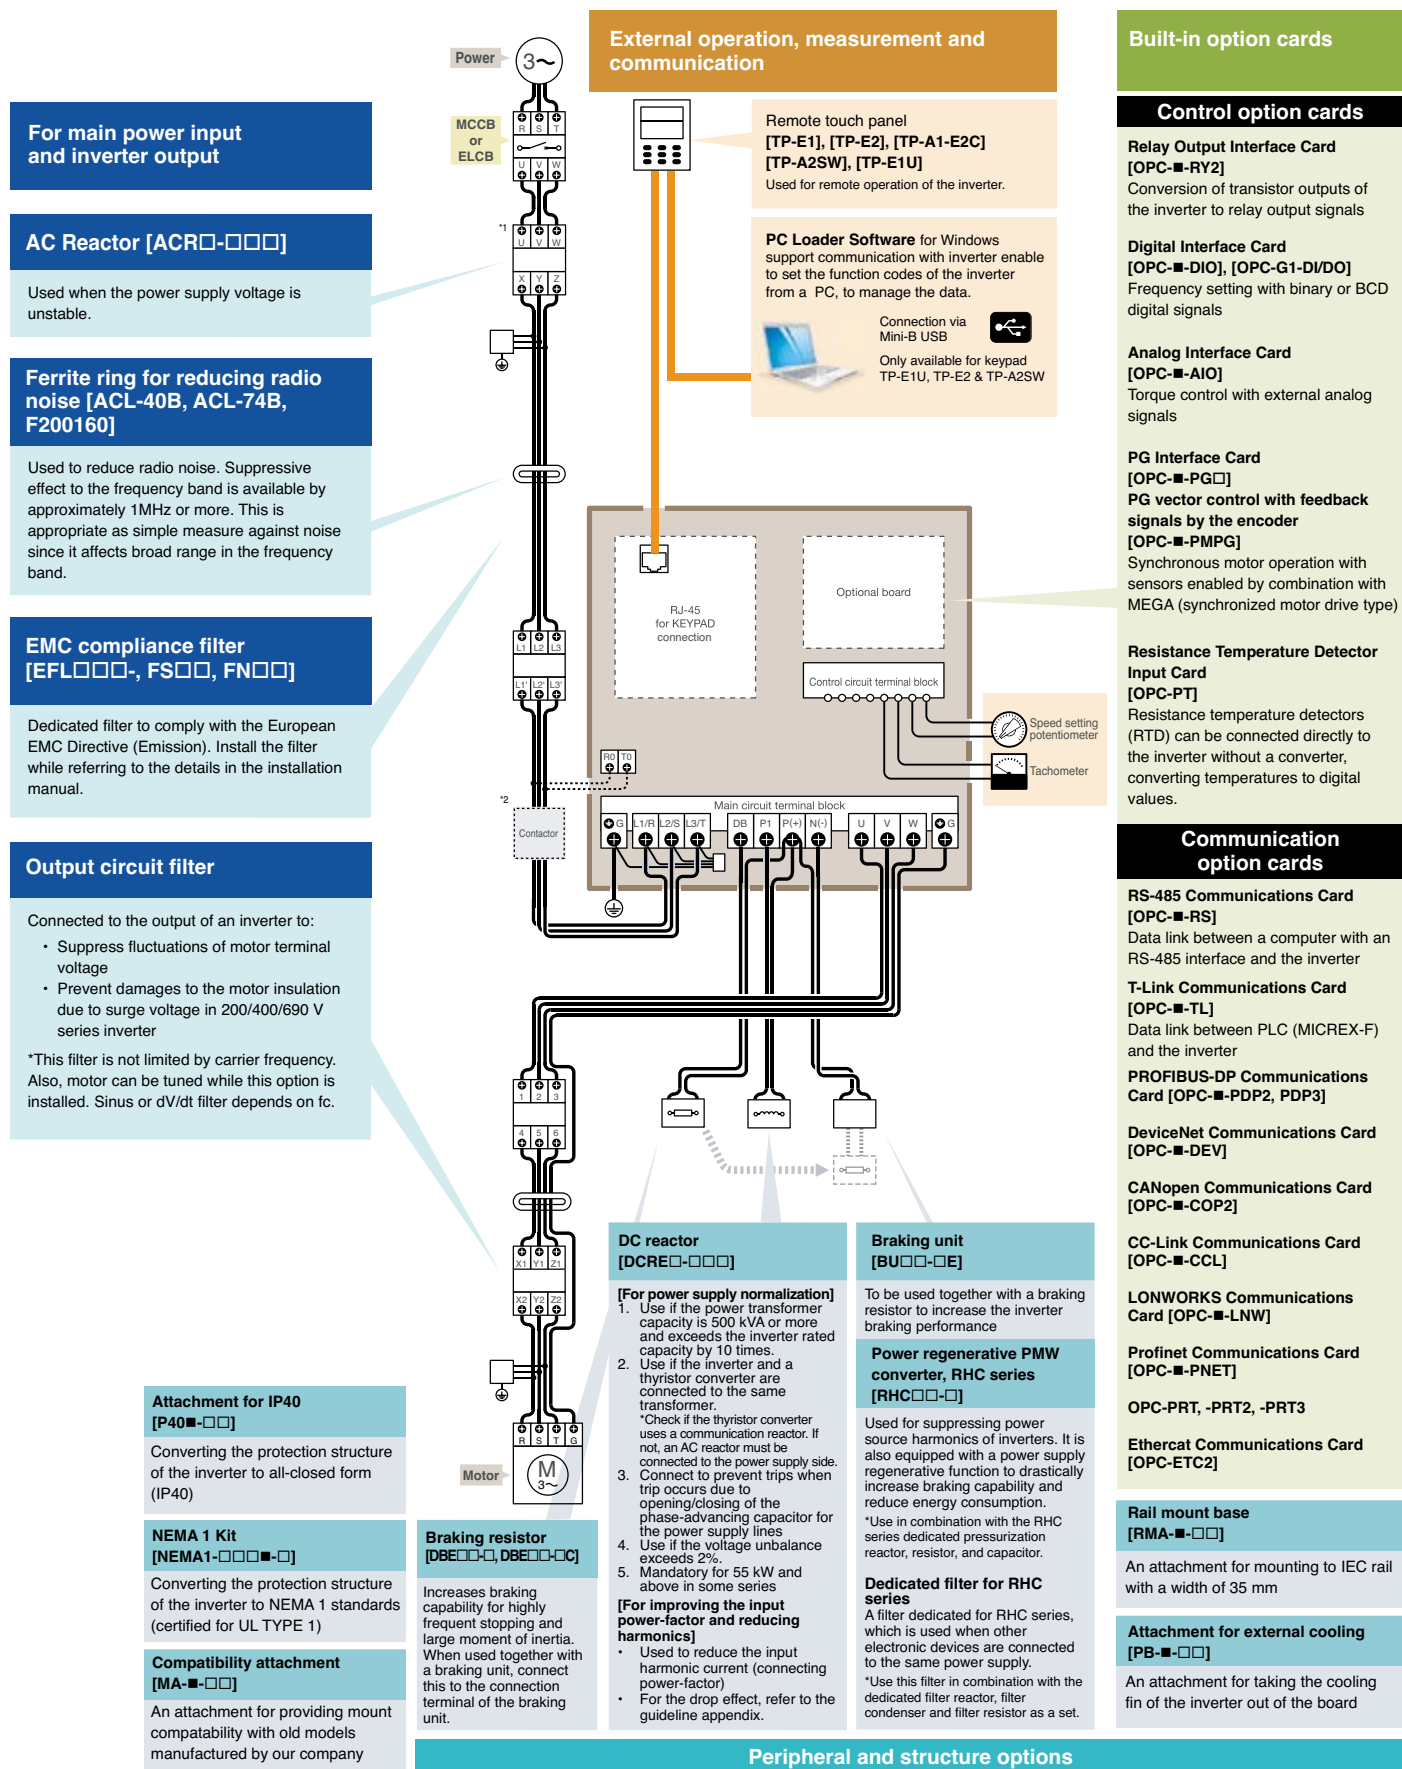 For main power input
and inverter output
AC Reactor [ACR□-□□□]
Used when the power supply voltage is
unstable.
Ferrite ring for reducing radio
noise [ACL-40B, ACL-74B,
F200160]
Used to reduce radio noise. Suppressive
effect to the frequency band is available by
approximately 1MHz or more. This is
appropriate as simple measure against noise
since it affects broad range in the frequency
band.
EMC compliance filter
[EFL□□□-, FS□□, FN□□]
Dedicated filter to comply with the European
EMC Directive (Emission). Install the filter
while referring to the details in the installation
manual.
Output circuit filter
Connected to the output of an inverter to:
• Suppress fluctuations of motor terminal
voltage
• Prevent damages to the motor insulation
due to surge voltage in 200/400/690 V
series inverter
*This filter is not limited by carrier frequency.
Also, motor can be tuned while this option is
installed. Sinus or dV/dt filter depends on fc.
Power
3~
MCCB
or
ELCB
R S T
U V W
*1
U V W
X Y Z
L1 L2 L3
L1' L2' L3'
*2
Contactor
1 2 3
4 5 6
X1 Y1 Z1
X2 Y2 Z2
R S T G
Motor
M
3~
External operation, measurement and
communication
Remote touch panel
[TP-E1], [TP-E2], [TP-A1-E2C]
[TP-A2SW], [TP-E1U]
Used for remote operation of the inverter.
PC Loader Software for Windows
support communication with inverter enable
to set the function codes of the inverter
from a PC, to manage the data.
Connection via
Mini-B USB
Only available for keypad
TP-E1U, TP-E2 & TP-A2SW
RJ-45
for KEYPAD
connection
Optional board
Control circuit terminal block
Speed setting
potentiometer
Tachometer
R0 T0
Main circuit terminal block
G L1/R L2/S L3/T DB P1 P(+) N(-) U V W G
Attachment for IP40
[P40■-□□]
Converting the protection structure
of the inverter to all-closed form
(IP40)
NEMA 1 Kit
[NEMA1-□□□■-□]
Converting the protection structure
of the inverter to NEMA 1 standards
(certified for UL TYPE 1)
Compatibility attachment
[MA-■-□□]
An attachment for providing mount
compatability with old models
manufactured by our company
Braking resistor
[DBE□□-□, DBE□□-□C]
Increases braking
capability for highly
frequent stopping and
large moment of inertia.
When used together with
a braking unit, connect
this to the connection
terminal of the braking
unit.
DC reactor
[DCRE□-□□□]
[For power supply normalization]
1. Use if the power transformer
capacity is 500 kVA or more
and exceeds the inverter rated
capacity by 10 times.
2. Use if the inverter and a
thyristor converter are
connected to the same
transformer.
*Check if the thyristor converter
uses a communication reactor. If
not, an AC reactor must be
connected to the power supply side.
3. Connect to prevent trips when
trip occurs due to
opening/closing of the
phase-advancing capacitor for
the power supply lines
4. Use if the voltage unbalance
exceeds 2%.
5. Mandatory for 55 kW and
above in some series
[For improving the input
power-factor and reducing
harmonics]
• Used to reduce the input
harmonic current (connecting
power-factor)
• For the drop effect, refer to the
guideline appendix.
Braking unit
[BU□□-□E]
To be used together with a braking
resistor to increase the inverter
braking performance
Power regenerative PMW
converter, RHC series
[RHC□□-□]
Used for suppressing power
source harmonics of inverters. It is
also equipped with a power supply
regenerative function to drastically
increase braking capability and
reduce energy consumption.
*Use in combination with the RHC
series dedicated pressurization
reactor, resistor, and capacitor.
Dedicated filter for RHC
series
A filter dedicated for RHC series,
which is used when other
electronic devices are connected
to the same power supply.
*Use this filter in combination with the
dedicated filter reactor, filter
condenser and filter resistor as a set.
Built-in option cards
Control option cards
Relay Output Interface Card
[OPC-■-RY2]
Conversion of transistor outputs of
the inverter to relay output signals
Digital Interface Card
[OPC-■-DIO], [OPC-G1-DI/DO]
Frequency setting with binary or BCD
digital signals
Analog Interface Card
[OPC-■-AIO]
Torque control with external analog
signals
PG Interface Card
[OPC-■-PG□]
PG vector control with feedback
signals by the encoder
[OPC-■-PMPG]
Synchronous motor operation with
sensors enabled by combination with
MEGA (synchronized motor drive type)
Resistance Temperature Detector
Input Card
[OPC-PT]
Resistance temperature detectors
(RTD) can be connected directly to
the inverter without a converter,
converting temperatures to digital
values.
Communication
option cards
RS-485 Communications Card
[OPC-■-RS]
Data link between a computer with an
RS-485 interface and the inverter
T-Link Communications Card
[OPC-■-TL]
Data link between PLC (MICREX-F)
and the inverter
PROFIBUS-DP Communications
Card [OPC-■-PDP2, PDP3]
DeviceNet Communications Card
[OPC-■-DEV]
CANopen Communications Card
[OPC-■-COP2]
CC-Link Communications Card
[OPC-■-CCL]
LONWORKS Communications
Card [OPC-■-LNW]
Profinet Communications Card
[OPC-■-PNET]
OPC-PRT, -PRT2, -PRT3
Ethercat Communications Card
[OPC-ETC2]
Rail mount base
[RMA-■-□□]
An attachment for mounting to IEC rail
with a width of 35 mm
Attachment for external cooling
[PB-■-□□]
An attachment for taking the cooling
fin of the inverter out of the board
Peripheral and structure options